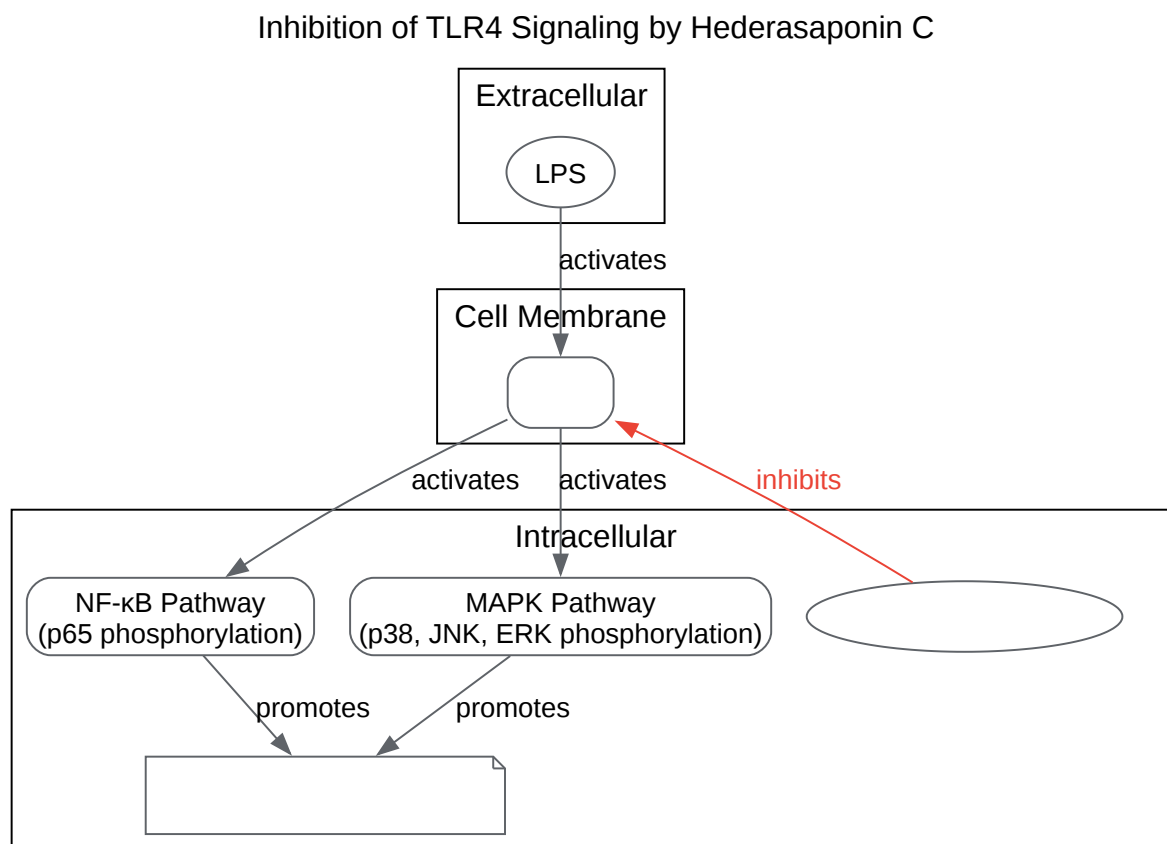 Inhibition of TLR4 Signaling by Hederasaponin C
Extracellular
LPS
activates
Cell Membrane
activates
activates
inhibits
Intracellular
NF-κB Pathway
(p65 phosphorylation)
MAPK Pathway
(p38, JNK, ERK phosphorylation)
promotes
promotes